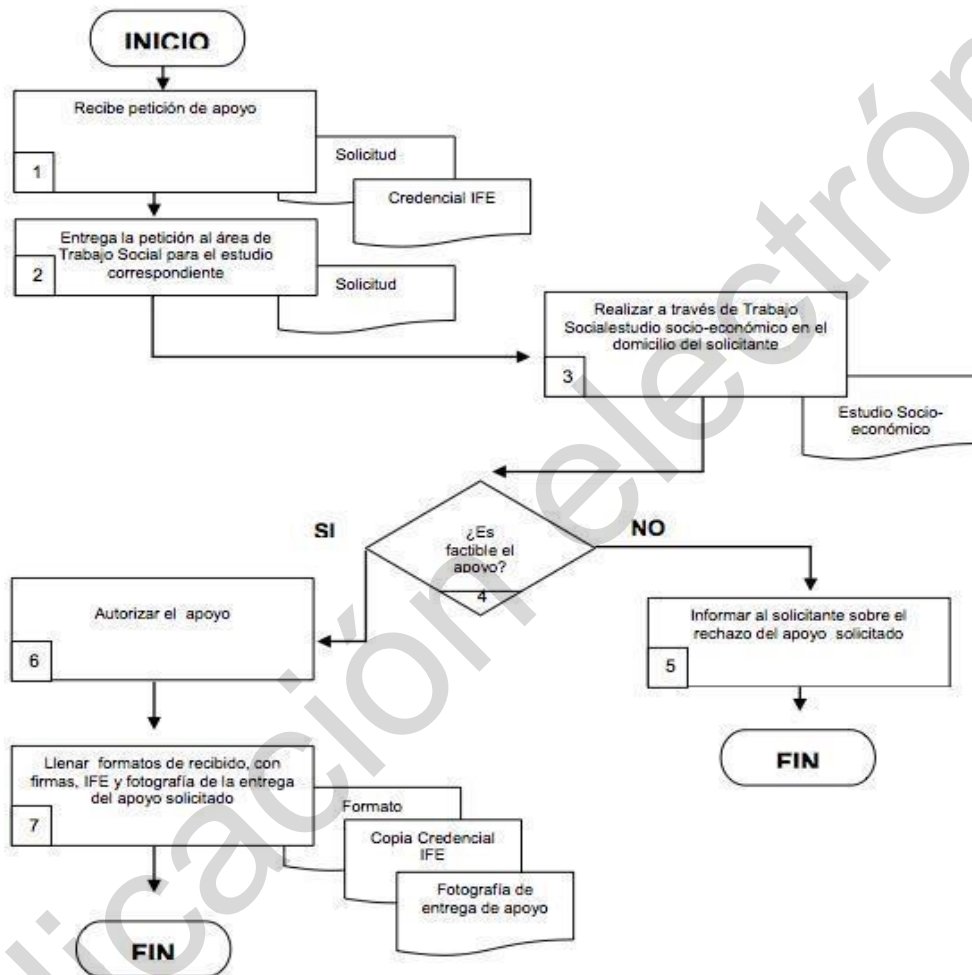 INICIO
Recibe petición de apoyo
1
Solicitud
Credencial IFE
Entrega la petición al área de
Trabajo Social para el estudio
correspondiente
2
Solicitud
Realizar a través de Trabajo
Socialestudio socio-económico en el
domicilio del solicitante
3
Estudio Socio-
económico
¿Es
factible el
apoyo?
4
SI
NO
Autorizar el apoyo
6
Informar al solicitante sobre el
rechazo del apoyo solicitado
5
FIN
Llenar formatos de recibido, con
firmas, IFE y fotografía de la entrega
del apoyo solicitado
7
Formato
Copia Credencial
IFE
Fotografía de
entrega de apoyo
FIN
licación electrón